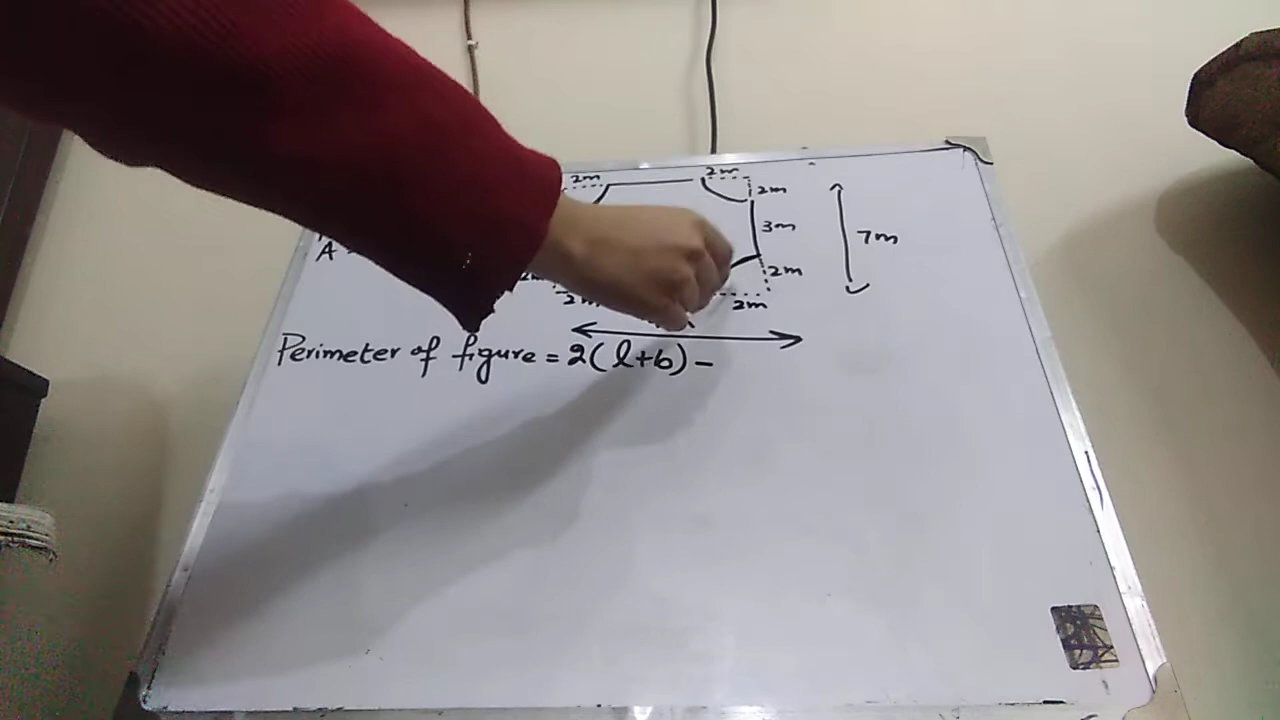 2m 2m
2m
3m
7m
A
2m
2m
2m
Perimeter of figure = 2(l+b) -